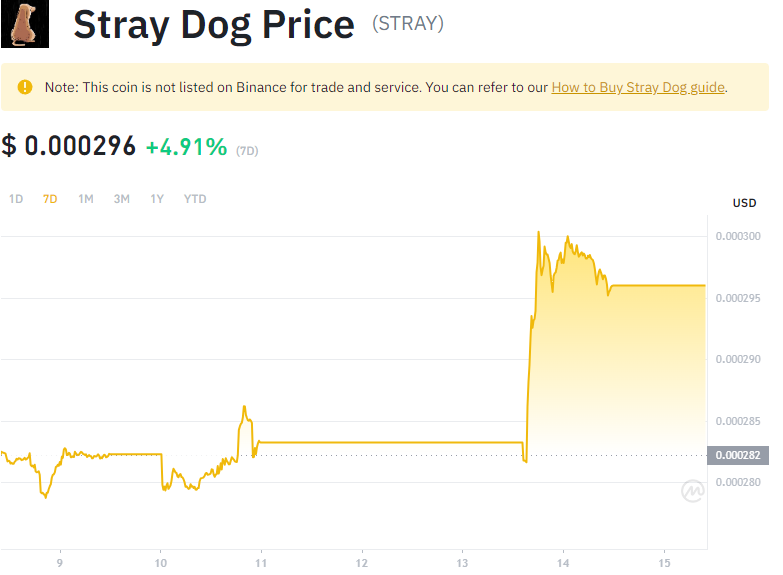 Stray Dog Price (STRAY)
Note: This coin is not listed on Binance for trade and service. You can refer to our How to Buy Stray Dog guide.
$ 0.000296 +4.91% (7D)
1D 7D 1M 3M 1Y YTD
USD
0.000300
0.000295
0.000290
0.000285
0.000282
0.000280
9 10 11 12 13 14 15